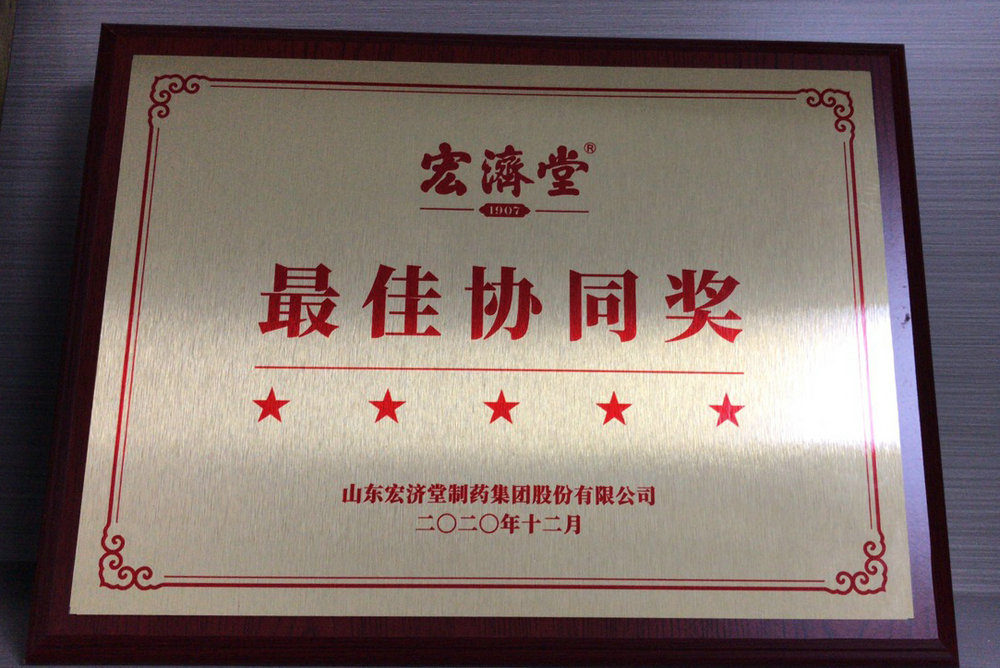 宏濟堂®
1907
最佳协同奖
山东宏济堂制药集团股份有限公司
二〇二〇年十二月